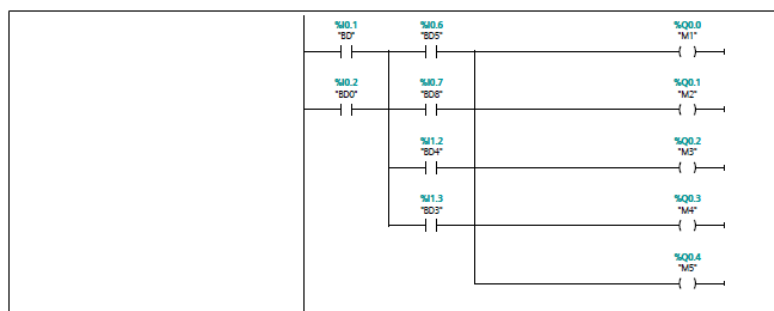 %I0.1 %I0.6 %Q0.0
"BD" "BD5" "M1"
%I0.2 %I0.7 %Q0.1
"BD0" "BD8" "M2"
%I1.2 %Q0.2
"BD4" "M3"
%I1.3 %Q0.3
"BD3" "M4"
%Q0.4
"M5"